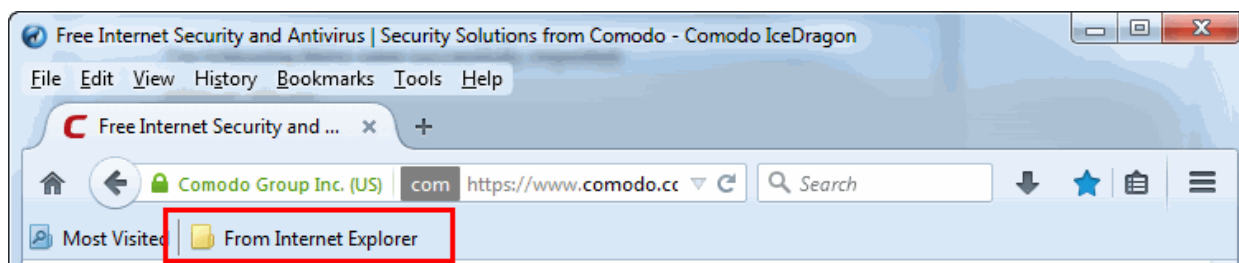 Free Internet Security and Antivirus | Security Solutions from Comodo - Comodo IceDragon
File Edit View History Bookmarks Tools Help
Free Internet Security and ...
Comodo Group Inc. (US) com https://www.comodo.cc Search
Most Visited From Internet Explorer